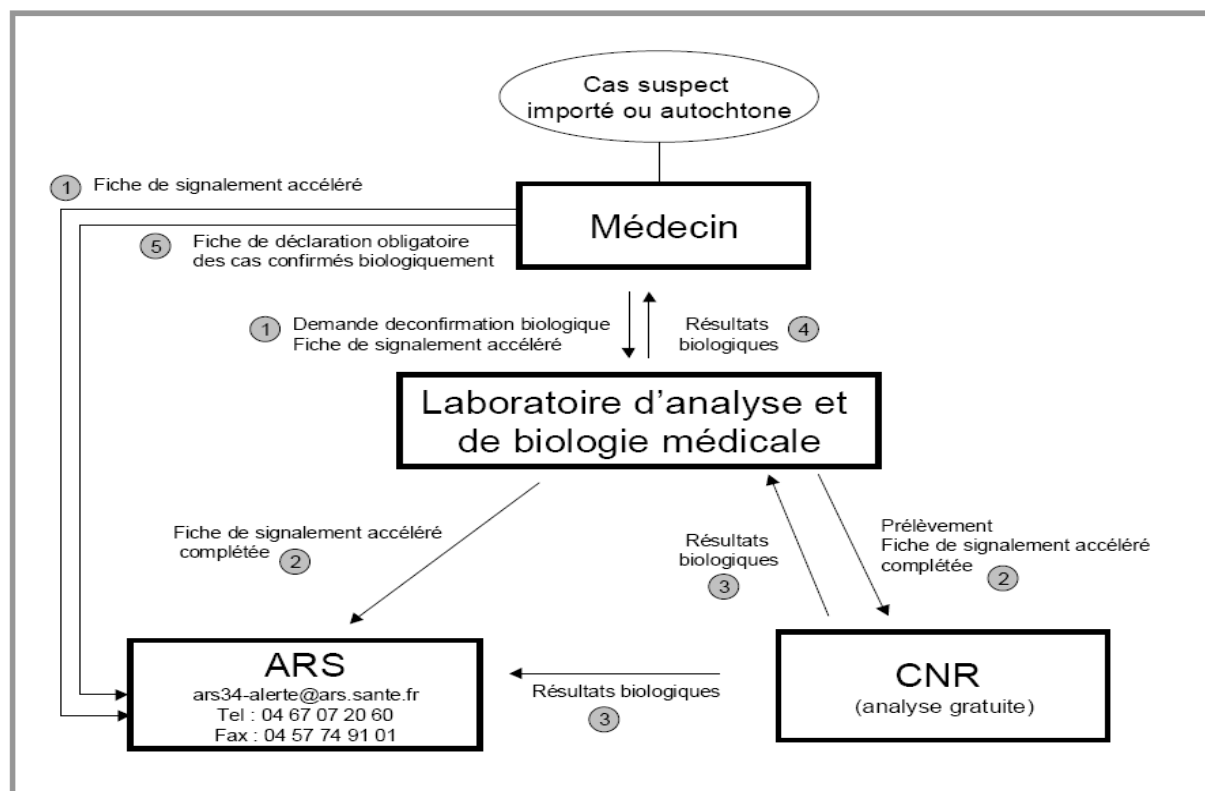 Cas suspect
importé ou autochtone
1 Fiche de signalement accéléré
Médecin
5 Fiche de déclaration obligatoire
des cas confirmés biologiquement
1 Demande deconfirmation biologique
Fiche de signalement accéléré
Résultats
biologiques 4
Laboratoire d'analyse et
de biologie médicale
Fiche de signalement accéléré
complétée 2
Résultats
biologiques
3
Prélèvement
Fiche de signalement accéléré
complétée 2
ARS
ars34-alerte@ars.sante.fr
Tel : 04 67 07 20 60
Fax : 04 57 74 91 01
Résultats biologiques
3
CNR
(analyse gratuite)